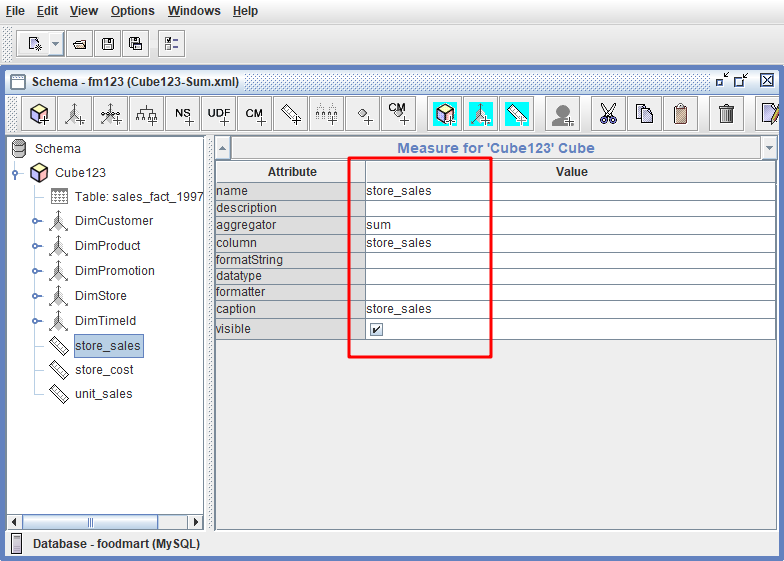 File Edit View Options Windows Help
Schema - fm123 (Cube123-Sum.xml)
NS UDF CM CM
Schema
Cube123
Table: sales_fact_1997
DimCustomer
DimProduct
DimPromotion
DimStore
DimTimeId
store_sales
store_cost
unit_sales
Measure for 'Cube123' Cube
Attribute Value
name store_sales
description
aggregator sum
column store_sales
formatString
datatype
formatter
caption store_sales
visible
Database - foodmart (MySQL)